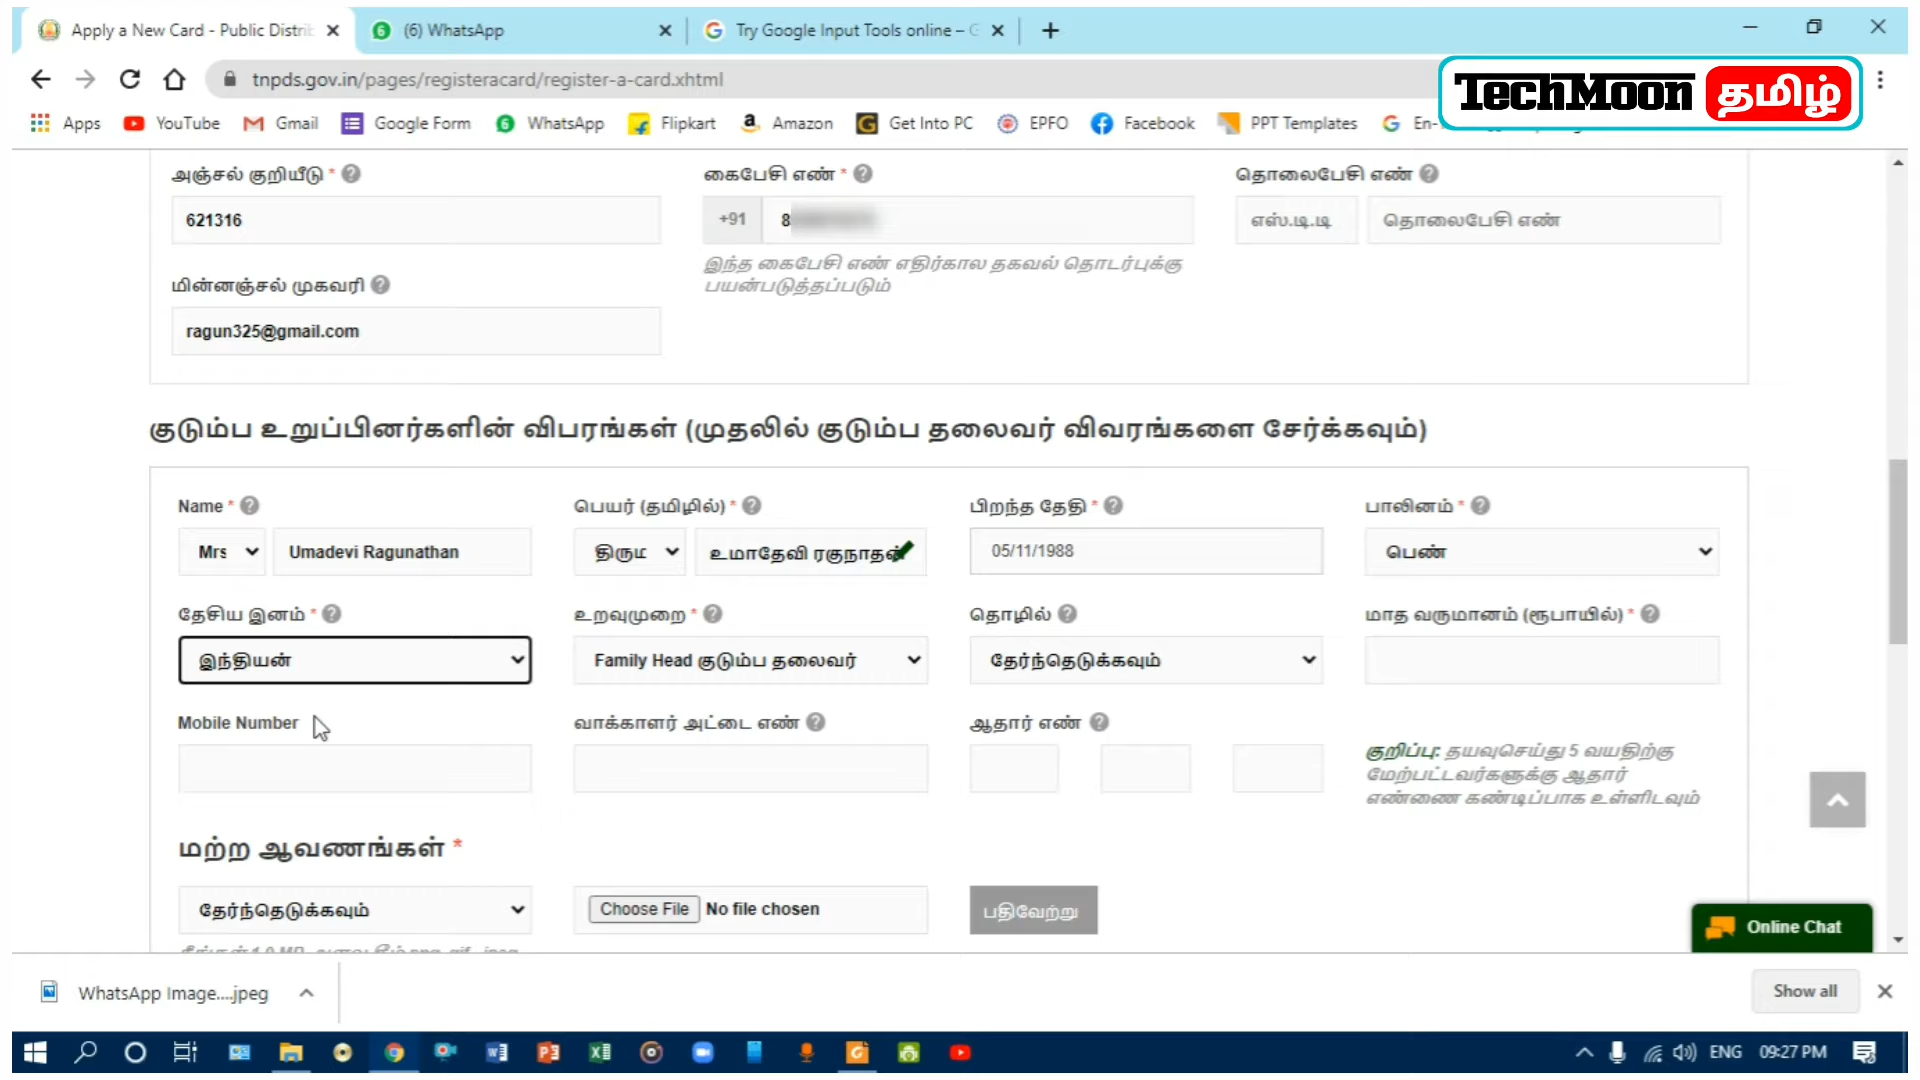 Apply a New Card - Public Distrib
(6) WhatsApp
Try Google Input Tools online – G
tnpds.gov.in/pages/registeracard/register-a-card.xhtml
TechMoon தமிழ்
Apps YouTube Gmail Google Form WhatsApp Flipkart Amazon Get Into PC EPFO Facebook PPT Templates
அஞ்சல் குறியீடு * கைபேசி எண் * தொலைபேசி எண்
621316 +91 8 எஸ்.டி.டி தொலைபேசி எண்
இந்த கைபேசி எண் எதிர்கால தகவல் தொடர்புக்கு
பயன்படுத்தப்படும்
மின்னஞ்சல் முகவரி
ragun325@gmail.com
குடும்ப உறுப்பினர்களின் விபரங்கள் (முதலில் குடும்ப தலைவர் விவரங்களை சேர்க்கவும்)
Name * பெயர் (தமிழில்) * பிறந்த தேதி * பாலினம் *
Mrs Umadevi Ragunathan திரும உமாதேவி ரகுநாதன் 05/11/1988 பெண்
தேசிய இனம் * உறவுமுறை * தொழில் மாத வருமானம் (ரூபாயில்) *
இந்தியன் Family Head குடும்ப தலைவர் தேர்ந்தெடுக்கவும்
Mobile Number வாக்காளர் அட்டை எண் ஆதார் எண்
குறிப்பு: தயவுசெய்து 5 வயதிற்கு
மேற்பட்டவர்களுக்கு ஆதார்
எண்ணை கண்டிப்பாக உள்ளிடவும்
மற்ற ஆவணங்கள் *
தேர்ந்தெடுக்கவும் Choose File No file chosen பதிவேற்று
Online Chat
WhatsApp Image....jpeg
Show all
ENG 09:27 PM